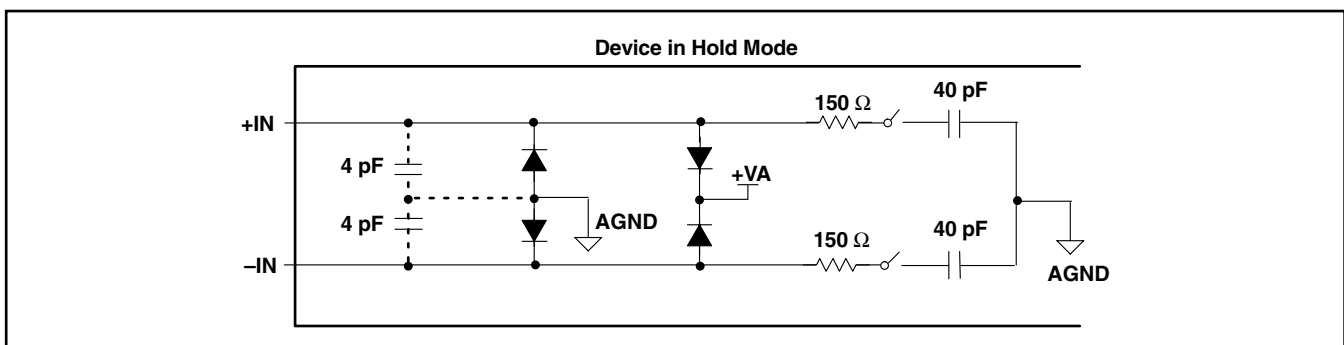 Device in Hold Mode
40 pF
150 Ω
+IN
4 pF
+VA
4 pF
AGND
40 pF
150 Ω
–IN
AGND